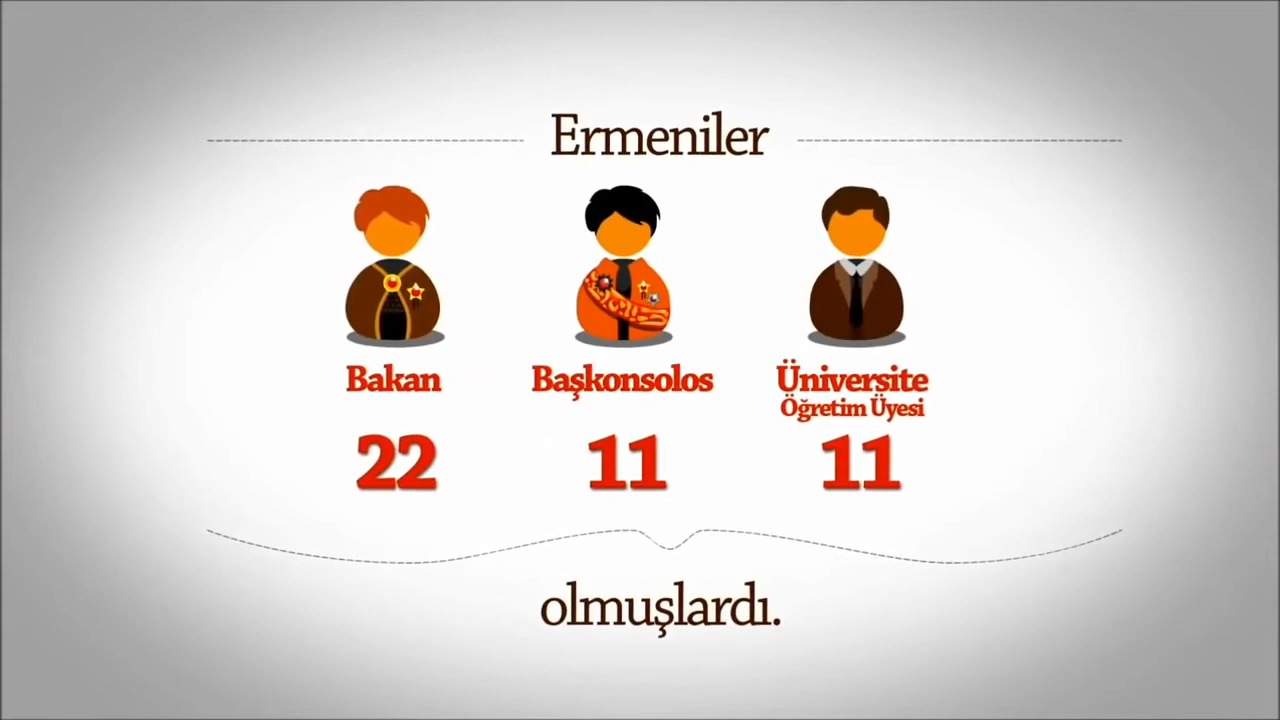 Ermeniler
Bakan
22
Başkonsolos
11
Üniversite
Öğretim Üyesi
11
olmuşlardı.